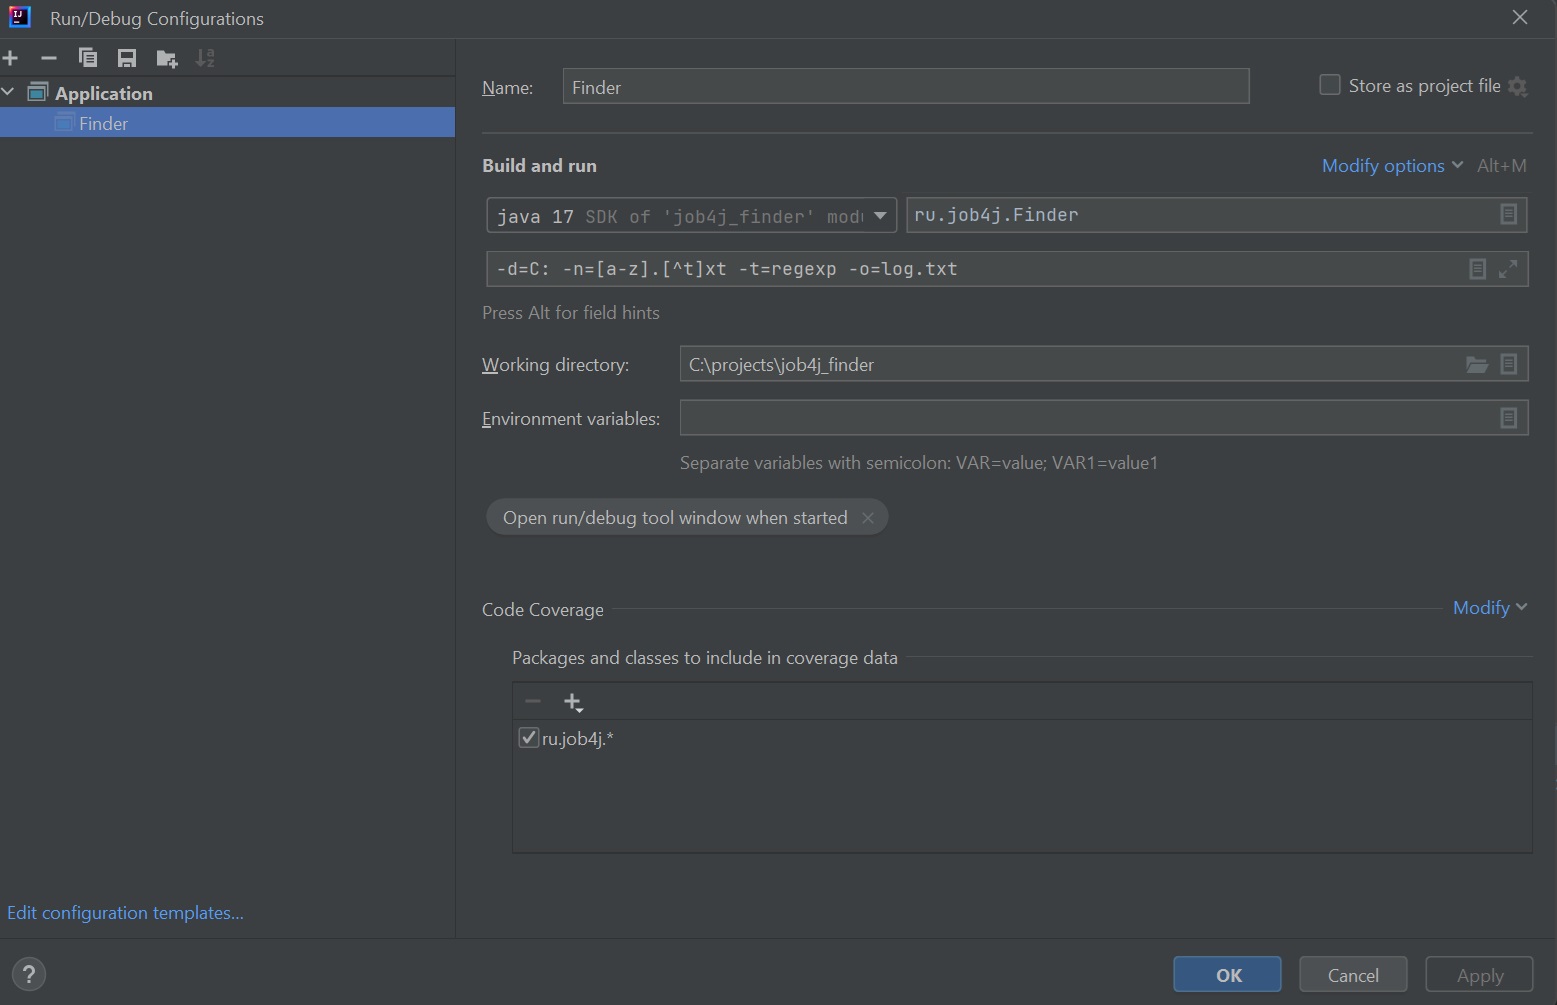 Run/Debug Configurations
Application
Finder
Name: Finder Store as project file
Build and run Modify options Alt+M
java 17 SDK of 'job4j_finder' modu ru.job4j.Finder
-d=C: -n=[a-z].[^t]xt -t=regexp -o=log.txt
Press Alt for field hints
Working directory: C:\projects\job4j_finder
Environment variables:
Separate variables with semicolon: VAR=value; VAR1=value1
Open run/debug tool window when started
Code Coverage Modify
Packages and classes to include in coverage data
ru.job4j.*
Edit configuration templates...
? OK Cancel Apply